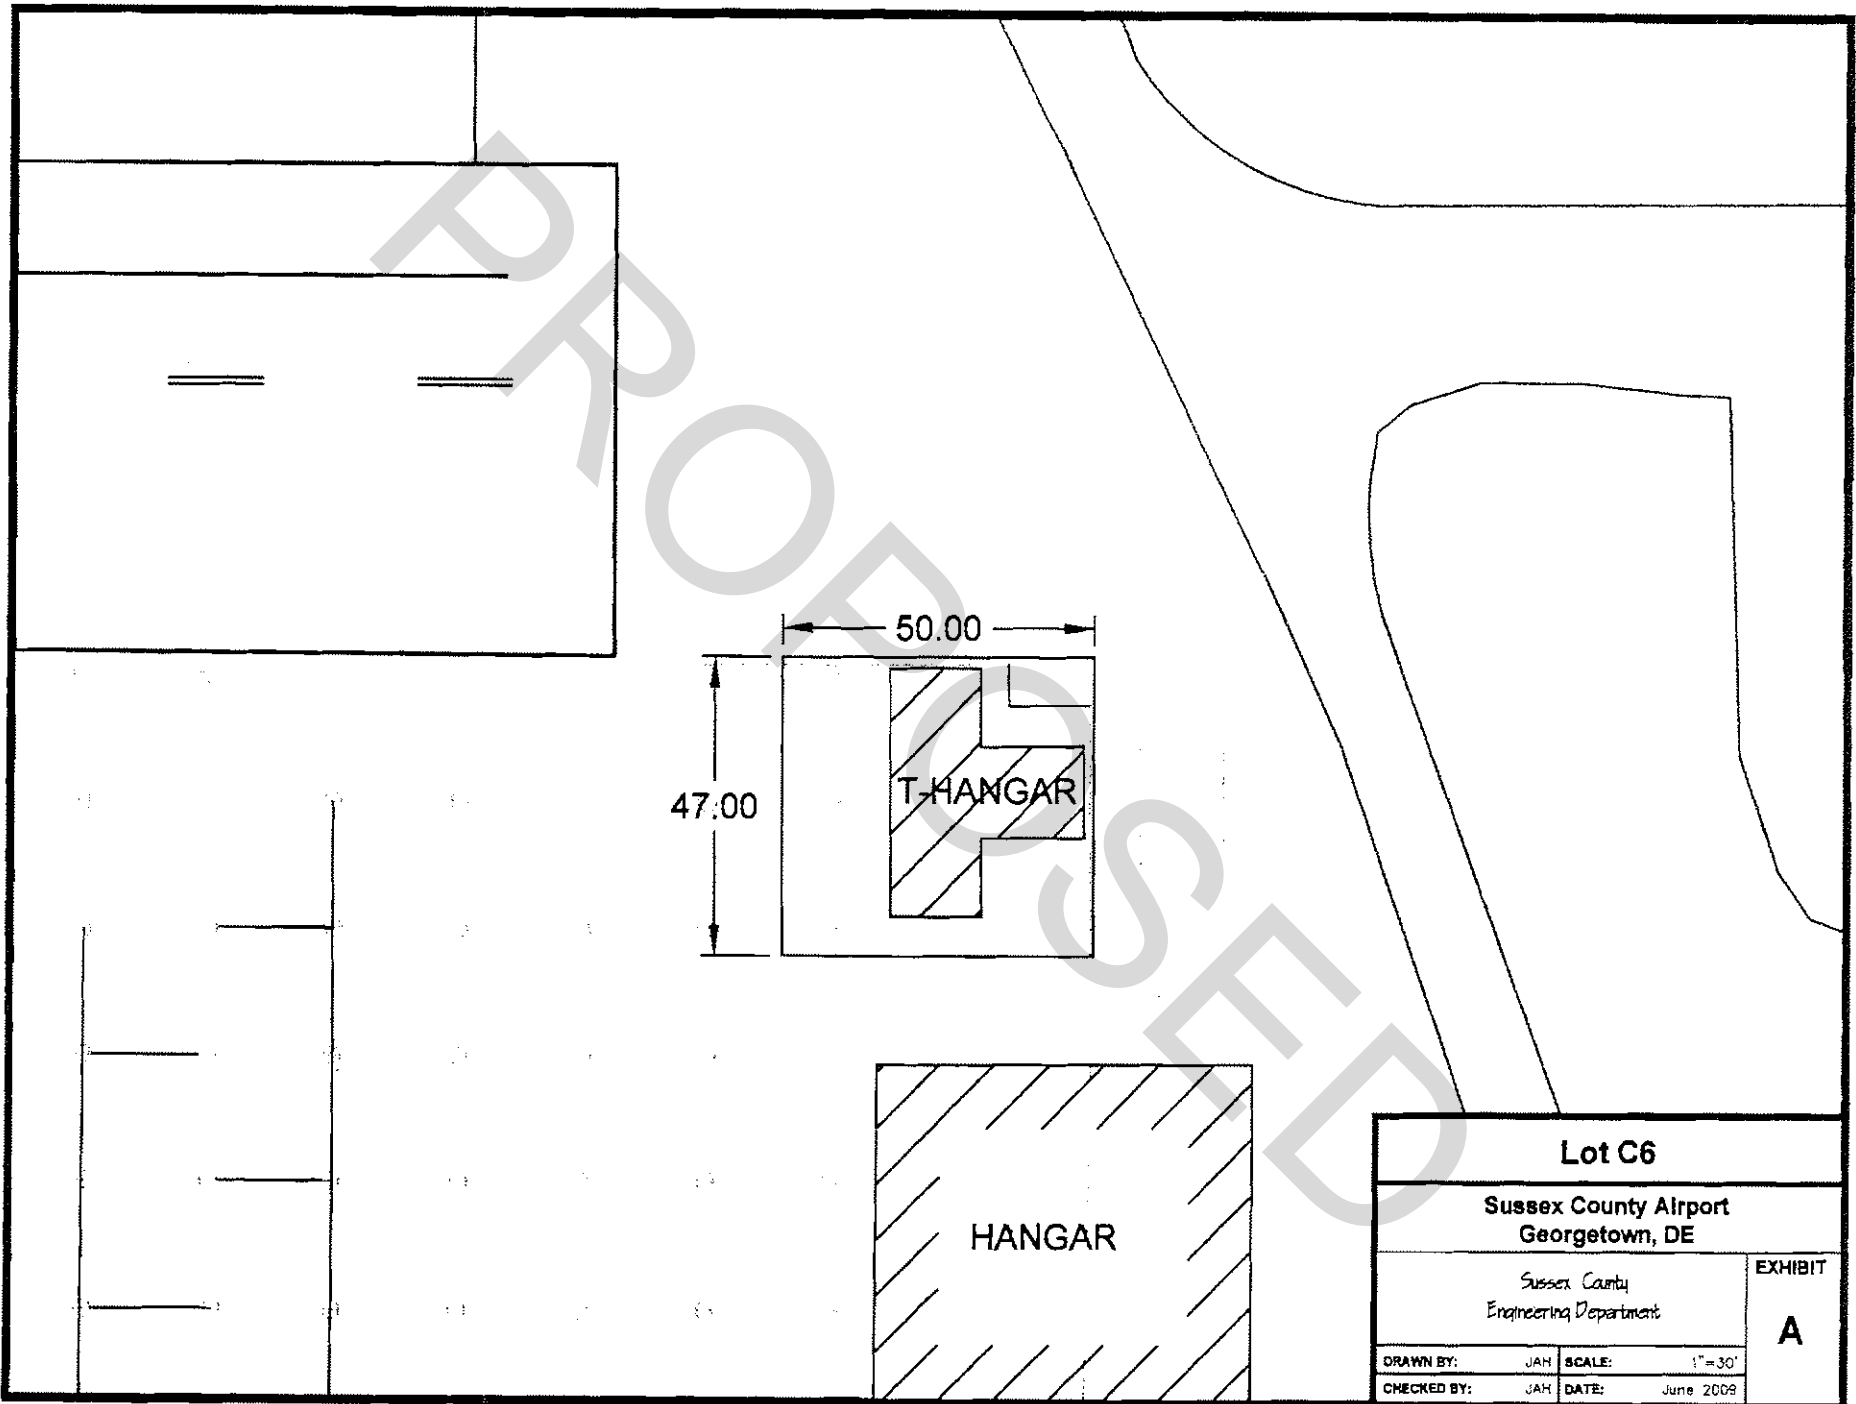 PROPOSED
50.00
47.00
T-HANGAR
HANGAR
Lot C6
Sussex County Airport
Georgetown, DE
Sussex County
Engineering Department
EXHIBIT
A
DRAWN BY: JAH SCALE: 1"=30'
CHECKED BY: JAH DATE: June 2009